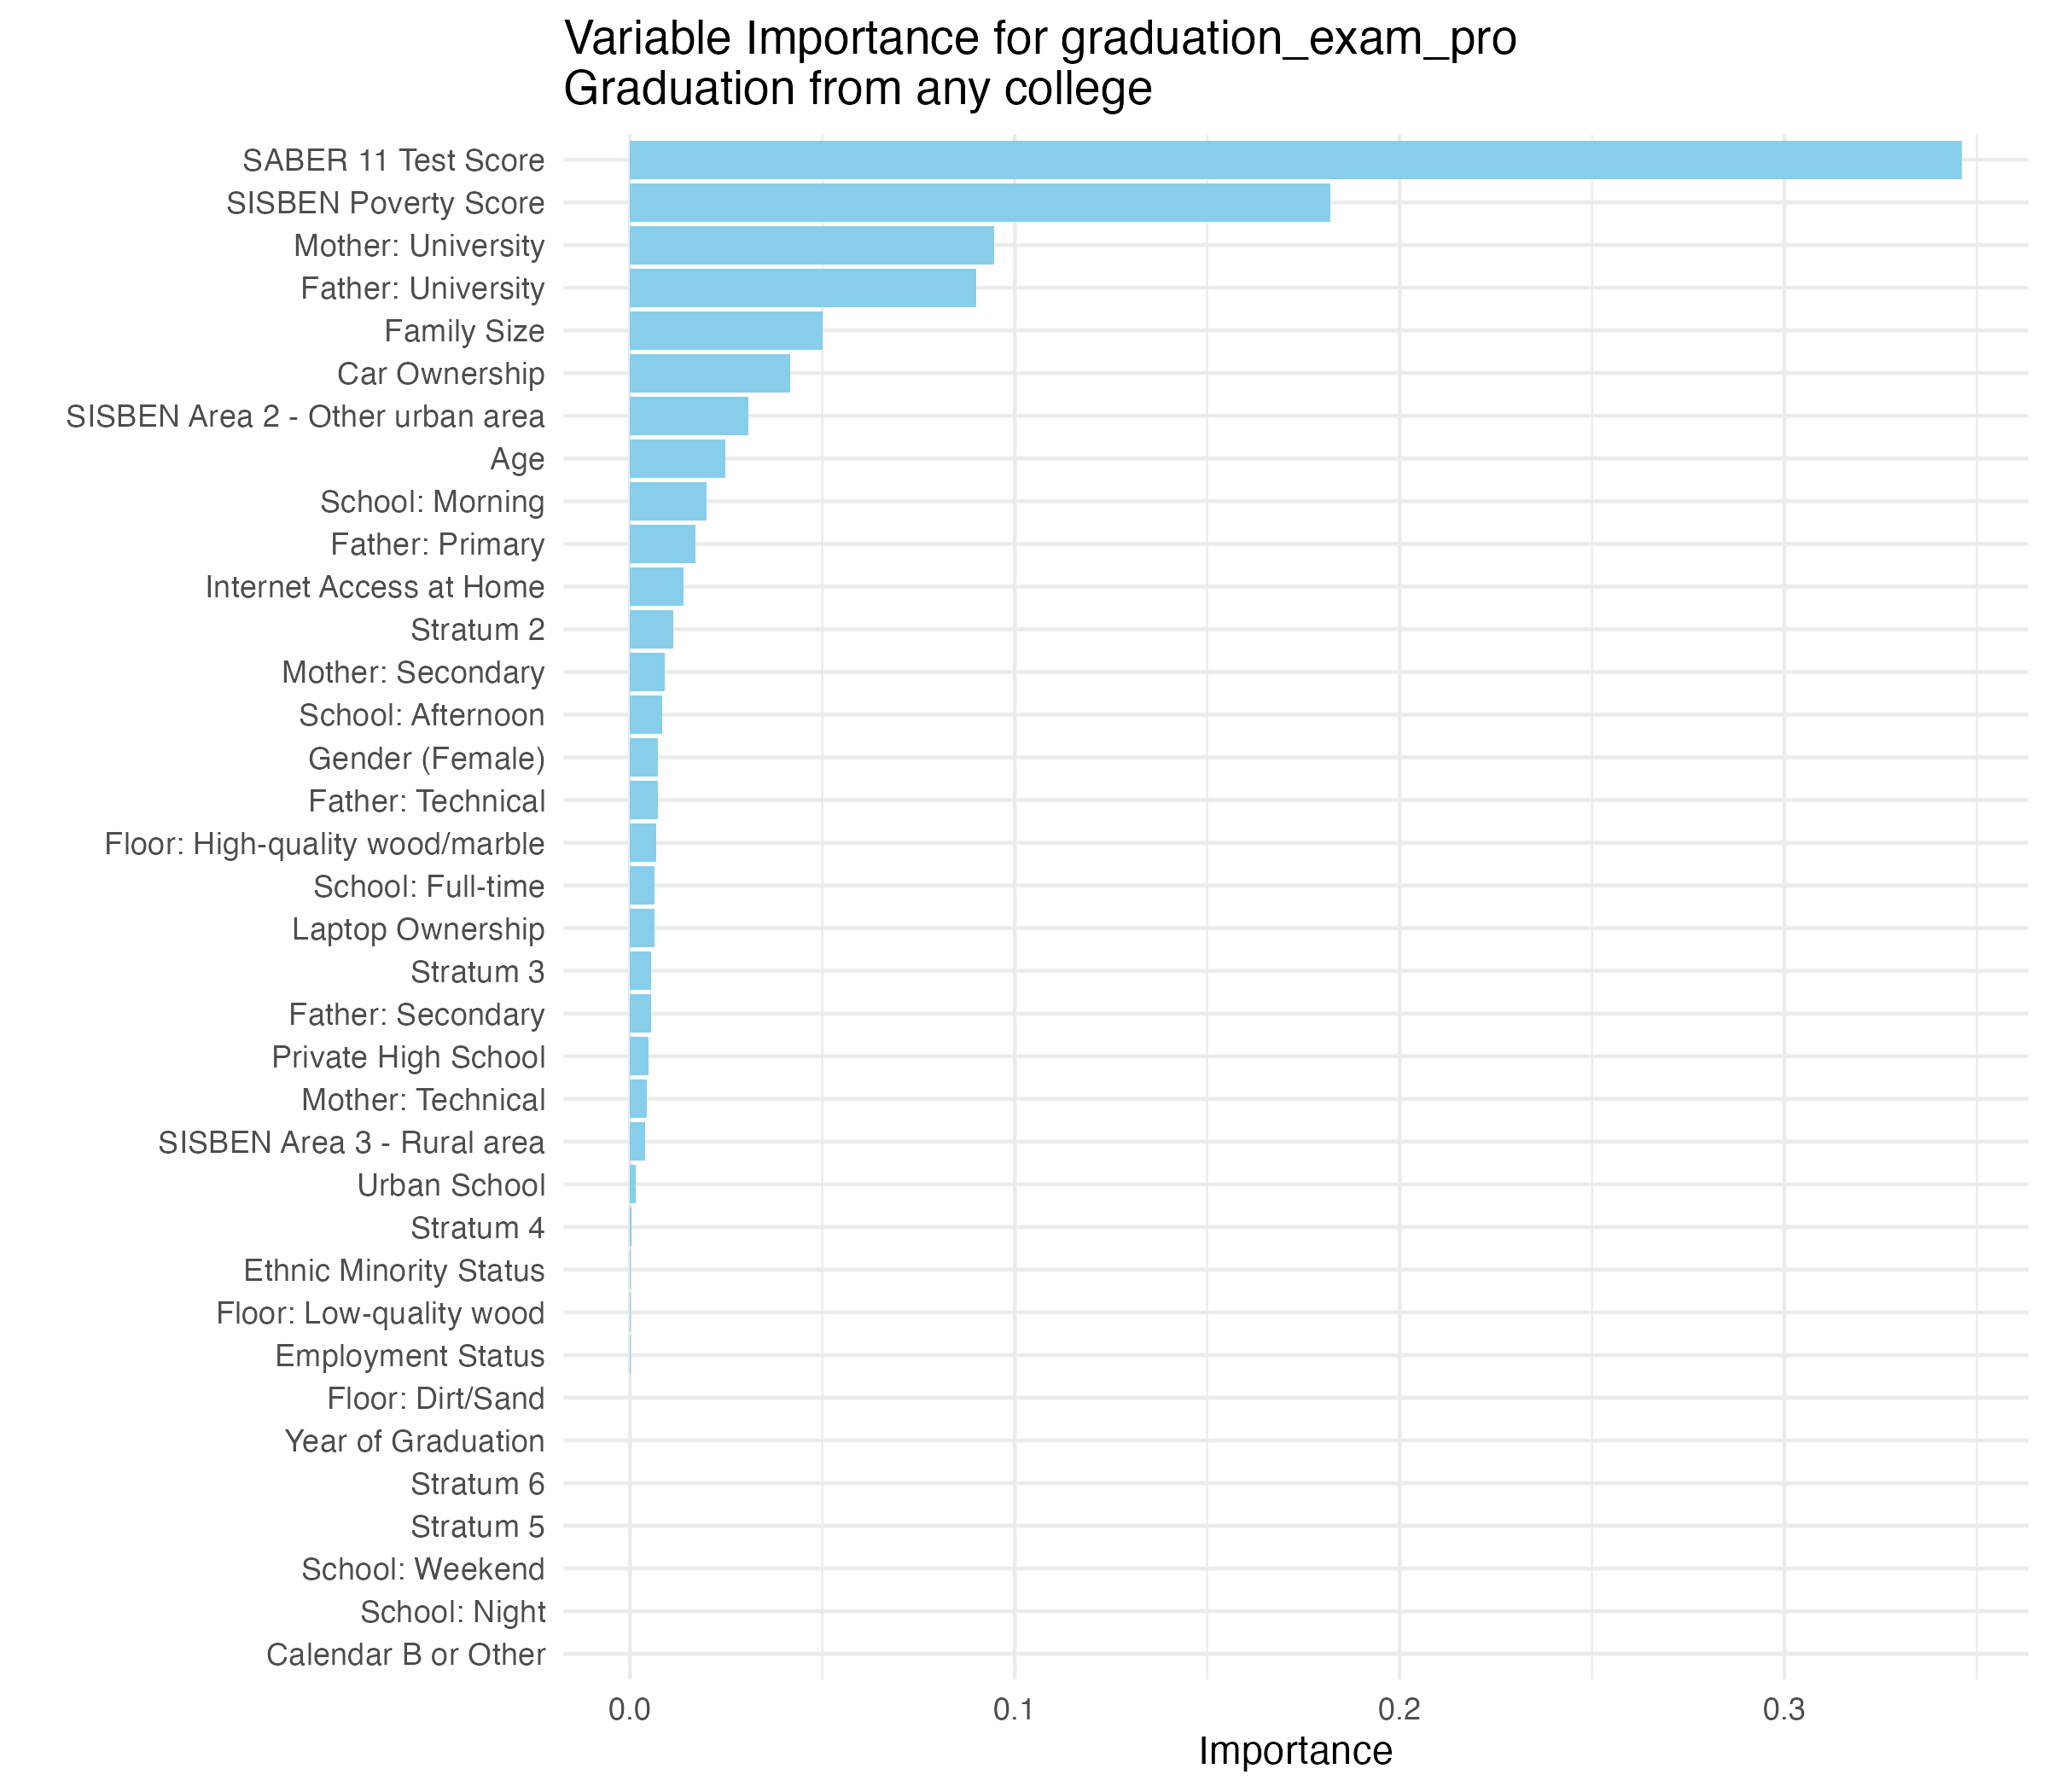 Variable Importance for graduation_exam_pro
Graduation from any college
SABER 11 Test Score
SISBEN Poverty Score
Mother: University
Father: University
Family Size
Car Ownership
SISBEN Area 2 - Other urban area
Age
School: Morning
Father: Primary
Internet Access at Home
Stratum 2
Mother: Secondary
School: Afternoon
Gender (Female)
Father: Technical
Floor: High-quality wood/marble
School: Full-time
Laptop Ownership
Stratum 3
Father: Secondary
Private High School
Mother: Technical
SISBEN Area 3 - Rural area
Urban School
Stratum 4
Ethnic Minority Status
Floor: Low-quality wood
Employment Status
Floor: Dirt/Sand
Year of Graduation
Stratum 6
Stratum 5
School: Weekend
School: Night
Calendar B or Other
0.0 0.1 0.2 0.3
Importance